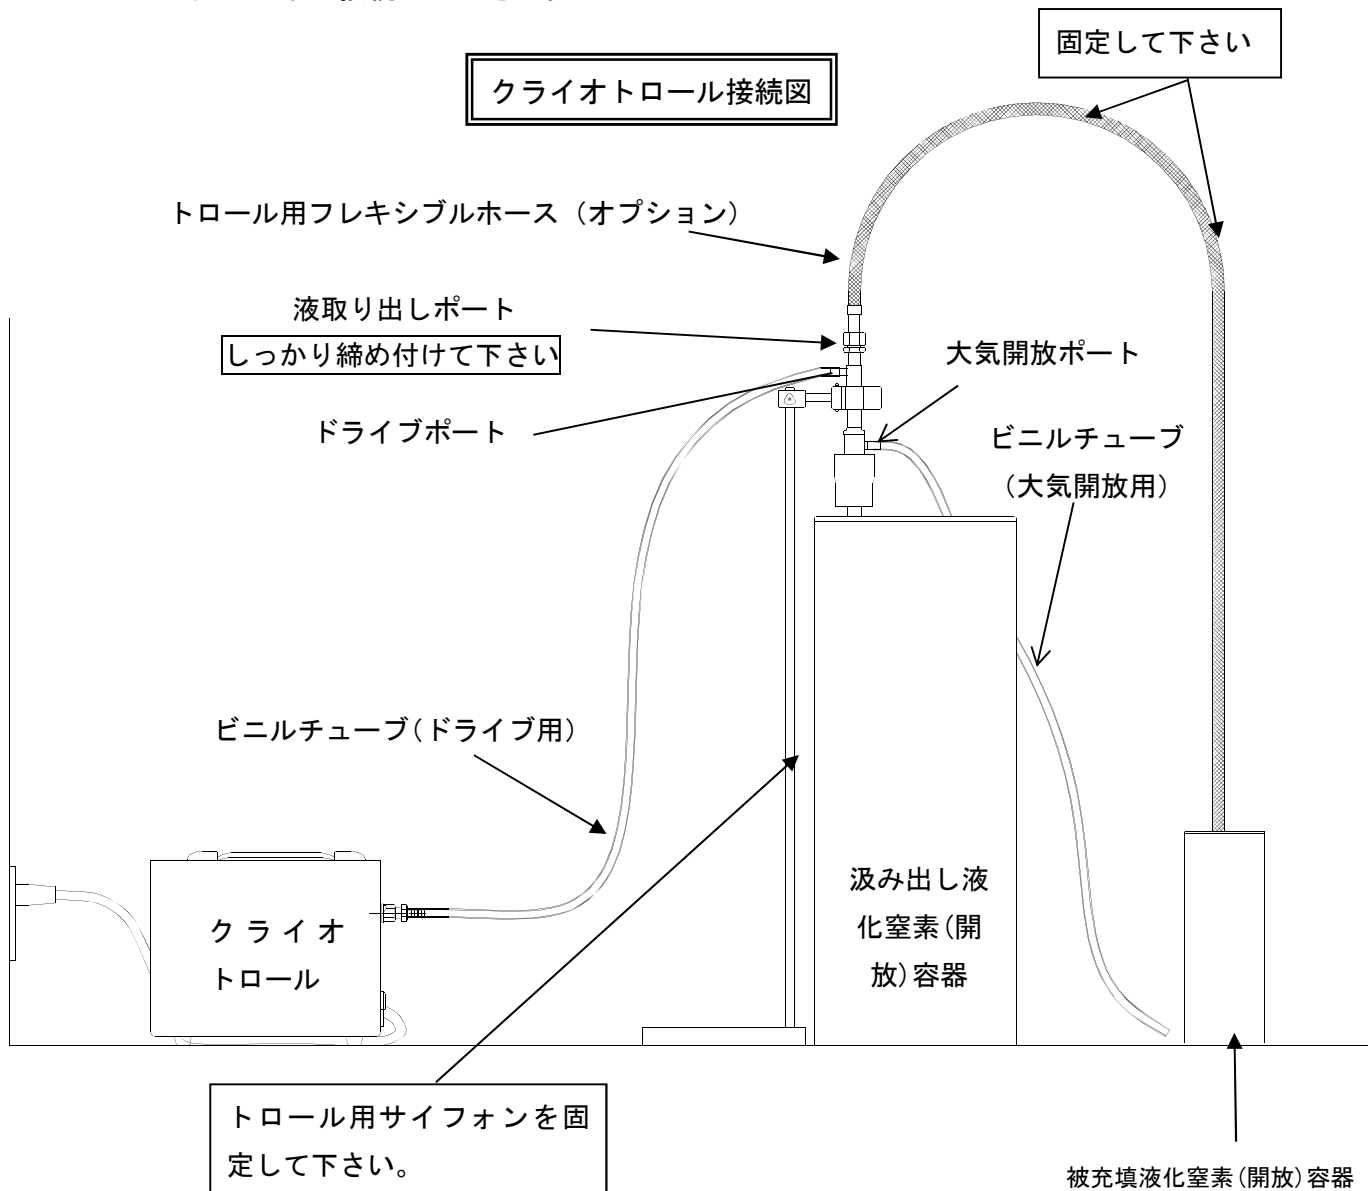 クライオトロール接続図
固定して下さい
トロール用フレキシブルホース（オプション）
液取り出しポート
しっかり締め付けて下さい
大気開放ポート
ドライブポート
ビニルチューブ
（大気開放用）
ビニルチューブ（ドライブ用）
汲み出し液
化窒素（開
放）容器
クライオ
トロール
トロール用サイフォンを固
定して下さい。
被充填液化窒素（開放）容器